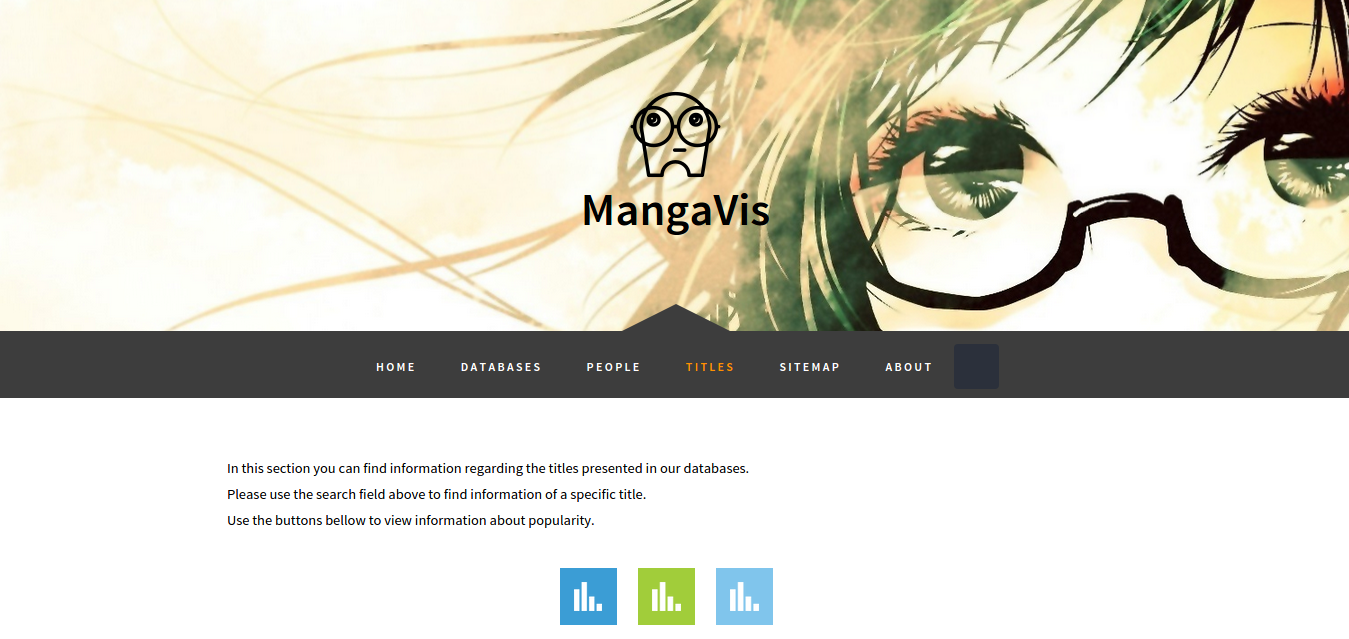 MangaVis
HOME DATABASES PEOPLE TITLES SITEMAP ABOUT
In this section you can find information regarding the titles presented in our databases.
Please use the search field above to find information of a specific title.
Use the buttons bellow to view information about popularity.